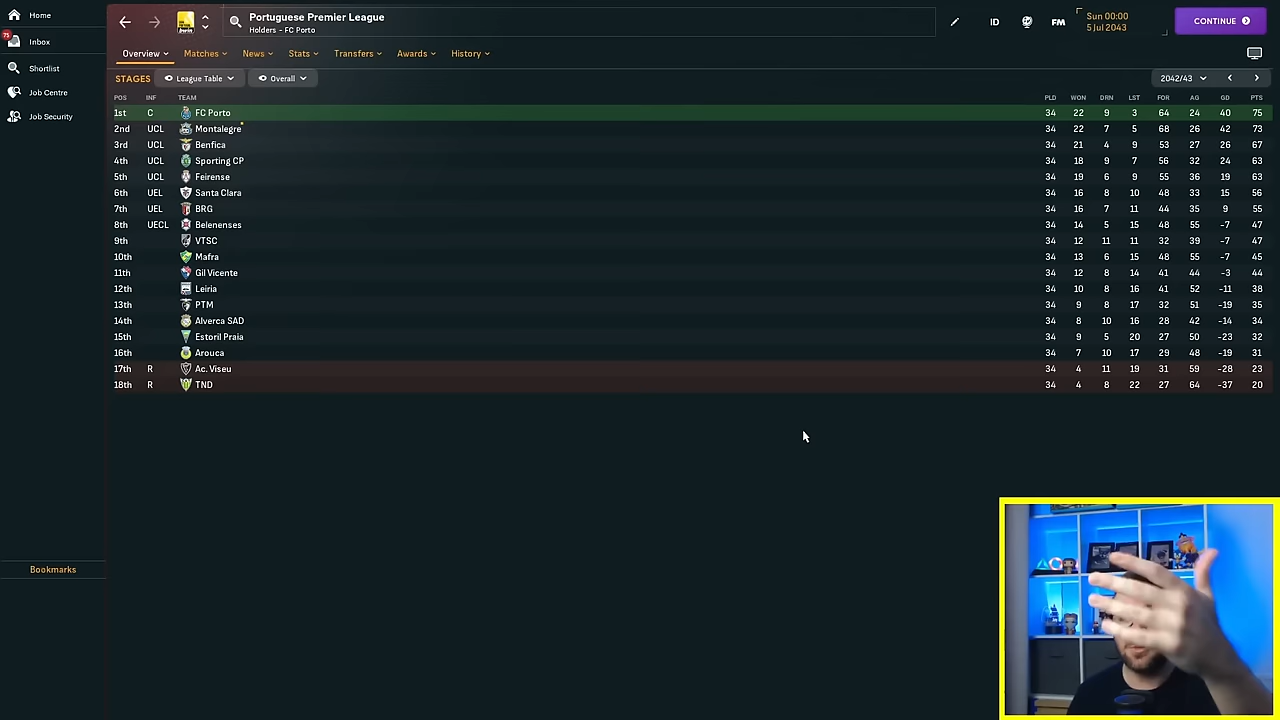 Home
75
Inbox
Shortlist
Job Centre
Job Security
Bookmarks
Portuguese Premier League
Holders - FC Porto
ID
FM
Sun 00:00
5 Jul 2043
CONTINUE
Overview Matches News Stats Transfers Awards History
STAGES League Table Overall 2042/43
POS INF TEAM PLD WON DRN LST FOR AG GD PTS
1st C FC Porto 34 22 9 3 64 24 40 75
2nd UCL Montalegre 34 22 7 5 68 26 42 73
3rd UCL Benfica 34 21 4 9 53 27 26 67
4th UCL Sporting CP 34 18 9 7 56 32 24 63
5th UCL Feirense 34 19 6 9 55 36 19 63
6th UEL Santa Clara 34 16 8 10 48 33 15 56
7th UEL BRG 34 16 7 11 44 35 9 55
8th UECL Belenenses 34 14 5 15 48 55 -7 47
9th VTSC 34 12 11 11 32 39 -7 47
10th Mafra 34 13 6 15 48 55 -7 45
11th Gil Vicente 34 12 8 14 41 44 -3 44
12th Leiria 34 10 8 16 41 52 -11 38
13th PTM 34 9 8 17 32 51 -19 35
14th Alverca SAD 34 8 10 16 28 42 -14 34
15th Estoril Praia 34 9 5 20 27 50 -23 32
16th Arouca 34 7 10 17 29 48 -19 31
17th R Ac. Viseu 34 4 11 19 31 59 -28 23
18th R TND 34 4 8 22 27 64 -37 20